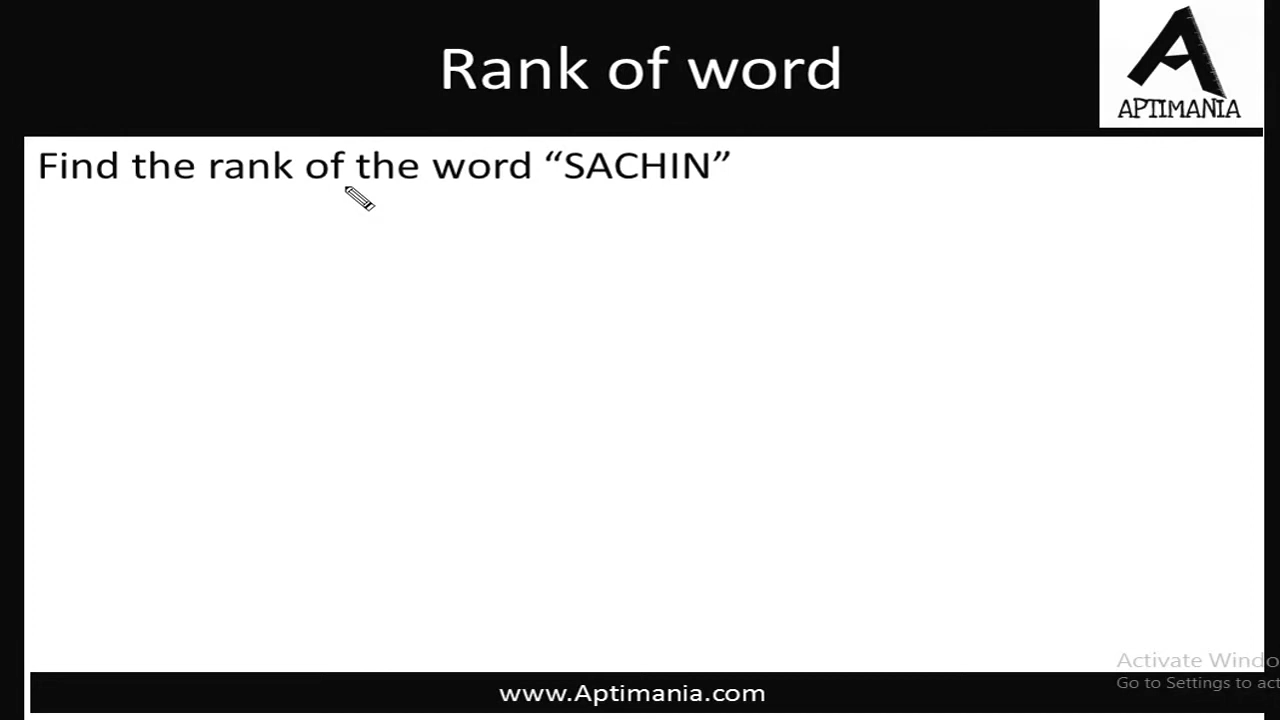 Rank of word
APTIMANIA
Find the rank of the word “SACHIN”
Activate Windo
Go to Settings to act
www.Aptimania.com